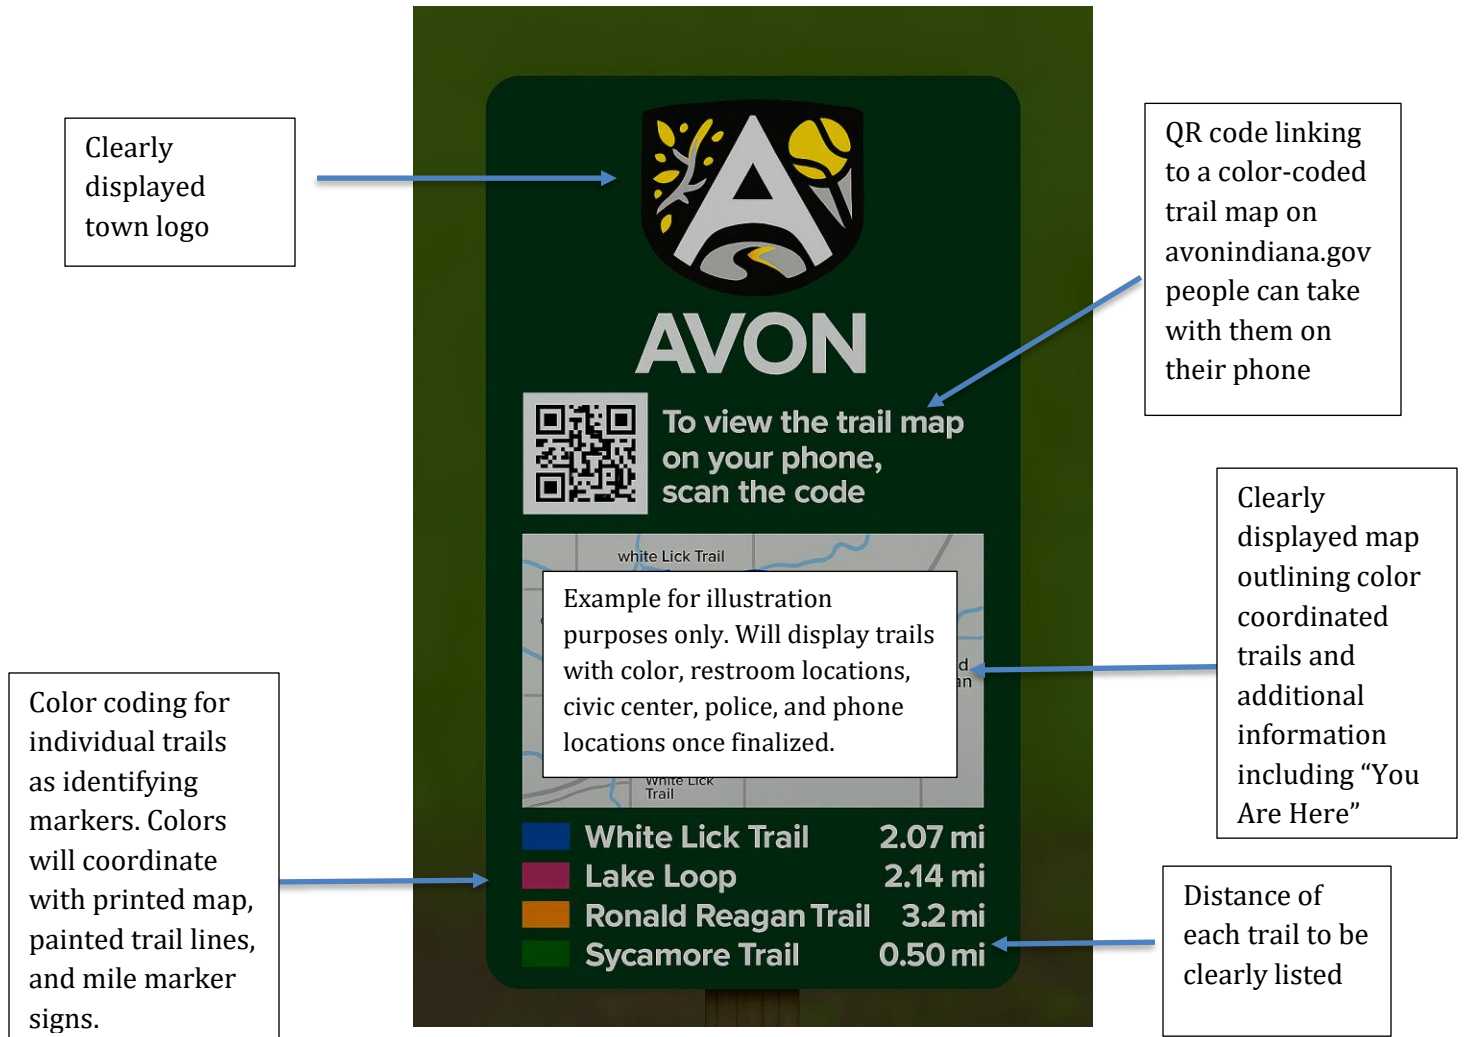 Clearly
displayed
town logo
A
AVON
QR code linking
to a color-coded
trail map on
avonindiana.gov
people can take
with them on
their phone
To view the trail map
on your phone,
scan the code
Clearly
displayed map
outlining color
coordinated
trails and
additional
information
including “You
Are Here”
white Lick Trail
Example for illustration
purposes only. Will display trails
with color, restroom locations,
civic center, police, and phone
locations once finalized.
White Lick
Trail
Color coding for
individual trails
as identifying
markers. Colors
will coordinate
with printed map,
painted trail lines,
and mile marker
signs.
White Lick Trail 2.07 mi
Lake Loop 2.14 mi
Ronald Reagan Trail 3.2 mi
Sycamore Trail 0.50 mi
Distance of
each trail to be
clearly listed